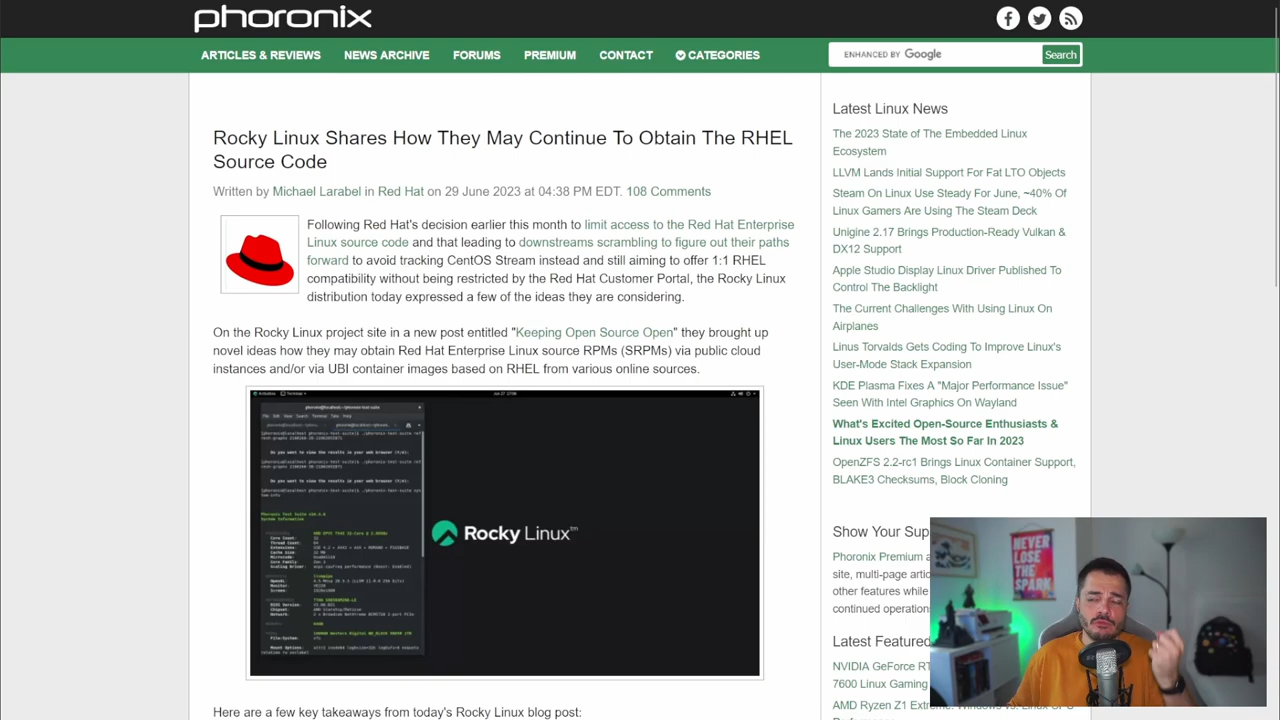 phoronix
ARTICLES & REVIEWS NEWS ARCHIVE FORUMS PREMIUM CONTACT CATEGORIES
ENHANCED BY Google Search
Rocky Linux Shares How They May Continue To Obtain The RHEL
Source Code
Written by Michael Larabel in Red Hat on 29 June 2023 at 04:38 PM EDT. 108 Comments
Following Red Hat's decision earlier this month to limit access to the Red Hat Enterprise
Linux source code and that leading to downstreams scrambling to figure out their paths
forward to avoid tracking CentOS Stream instead and still aiming to offer 1:1 RHEL
compatibility without being restricted by the Red Hat Customer Portal, the Rocky Linux
distribution today expressed a few of the ideas they are considering.
On the Rocky Linux project site in a new post entitled "Keeping Open Source Open" they brought up
novel ideas how they may obtain Red Hat Enterprise Linux source RPMs (SRPMs) via public cloud
instances and/or via UBI container images based on RHEL from various online sources.
Rocky Linux™
Here are a few key takeaways from today's Rocky Linux blog post:
Latest Linux News
The 2023 State of The Embedded Linux
Ecosystem
LLVM Lands Initial Support For Fat LTO Objects
Steam On Linux Use Steady For June, ~40% Of
Linux Gamers Are Using The Steam Deck
Unigine 2.17 Brings Production-Ready Vulkan &
DX12 Support
Apple Studio Display Linux Driver Published To
Control The Backlight
The Current Challenges With Using Linux On
Airplanes
Linus Torvalds Gets Coding To Improve Linux's
User-Mode Stack Expansion
KDE Plasma Fixes A "Major Performance Issue"
Seen With Intel Graphics On Wayland
Excited Open-Source Enthusiasts &
Linux Users The Most So Far In 2023
OpenZFS 2.2-rc1 Brings Linux Container Support,
BLAKE3 Checksums, Block Cloning
Show Your
Phoronix Premium
site, multi-page
other features while
continued
Latest
NVIDIA GeForce
7600 Linux Gaming
AMD Ryzen Z1
NEVER
THE